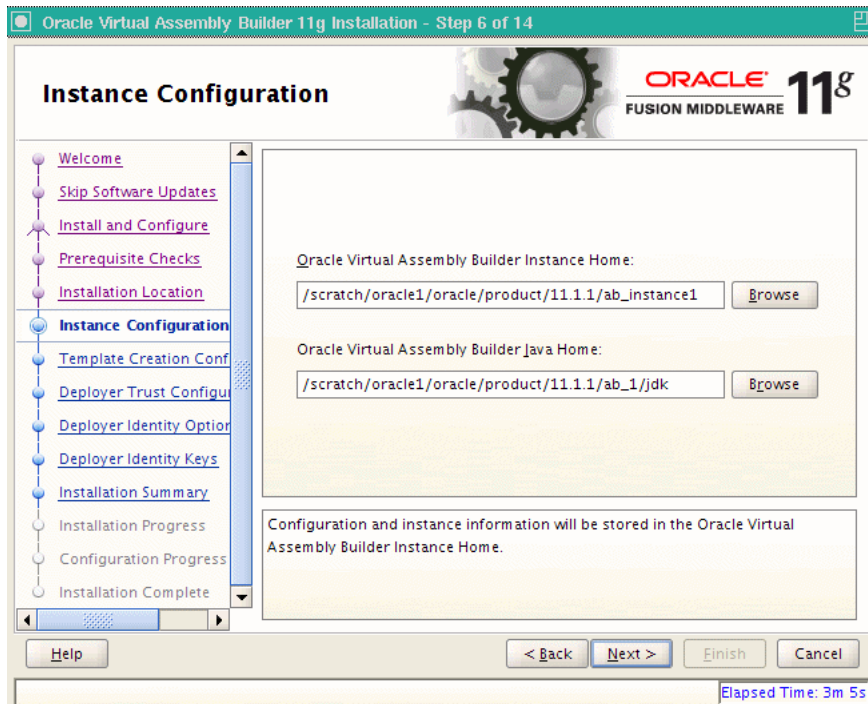 Oracle Virtual Assembly Builder 11g Installation - Step 6 of 14
Instance Configuration
ORACLE
FUSION MIDDLEWARE
11g
Welcome
Skip Software Updates
Install and Configure
Prerequisite Checks
Installation Location
Instance Configuration
Template Creation Conf
Deployer Trust Configu
Deployer Identity Option
Deployer Identity Keys
Installation Summary
Installation Progress
Configuration Progress
Installation Complete
Oracle Virtual Assembly Builder Instance Home:
/scratch/oracle1/oracle/product/11.1.1/ab_instance1
Browse
Oracle Virtual Assembly Builder Java Home:
/scratch/oracle1/oracle/product/11.1.1/ab_1/jdk
Browse
Configuration and instance information will be stored in the Oracle Virtual
Assembly Builder Instance Home.
Help
< Back
Next >
Finish
Cancel
Elapsed Time: 3m 5s